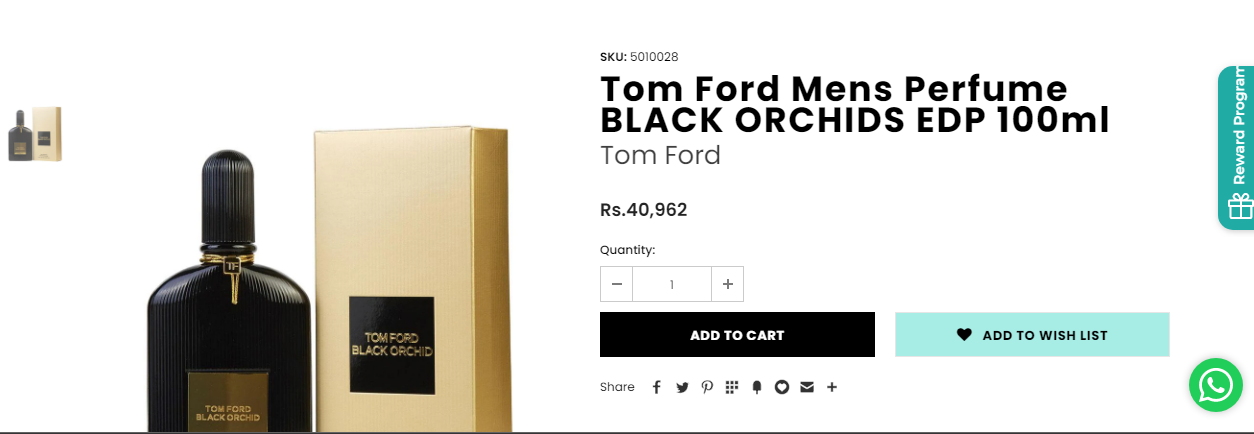 SKU: 5010028
Tom Ford Mens Perfume
BLACK ORCHIDS EDP 100ml
Tom Ford
Rs.40,962
Quantity:
1
ADD TO CART
ADD TO WISH LIST
Share
Reward Program
TF
TOM FORD
BLACK ORCHID
TOM FORD
BLACK ORCHID